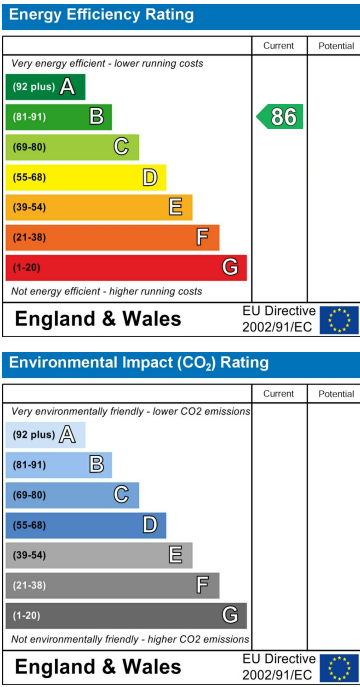 Energy Efficiency Rating
Current Potential
Very energy efficient - lower running costs
(92 plus) A
(81-91) B 86
(69-80) C
(55-68) D
(39-54) E
(21-38) F
(1-20) G
Not energy efficient - higher running costs
England & Wales EU Directive
2002/91/EC
Environmental Impact (CO₂) Rating
Current Potential
Very environmentally friendly - lower CO2 emissions
(92 plus) A
(81-91) B
(69-80) C
(55-68) D
(39-54) E
(21-38) F
(1-20) G
Not environmentally friendly - higher CO2 emissions
England & Wales EU Directive
2002/91/EC